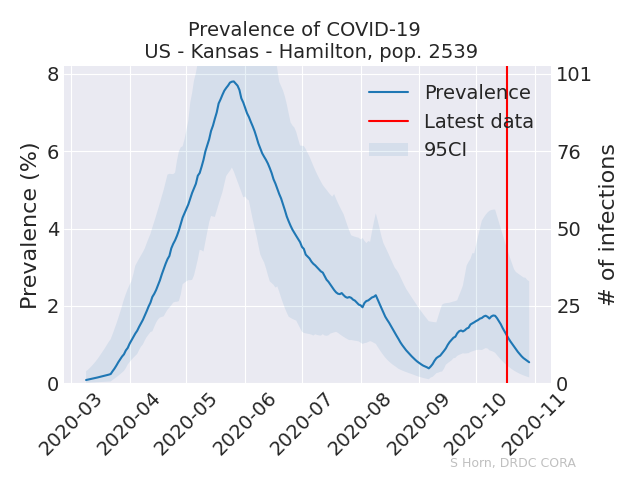 Prevalence of COVID-19
US - Kansas - Hamilton, pop. 2539
Prevalence (%)
8
6
4
2
0
101
76
50
25
0
# of infections
Prevalence
Latest data
95CI
2020-03
2020-04
2020-05
2020-06
2020-07
2020-08
2020-09
2020-10
2020-11
S Horn, DRDC CORA